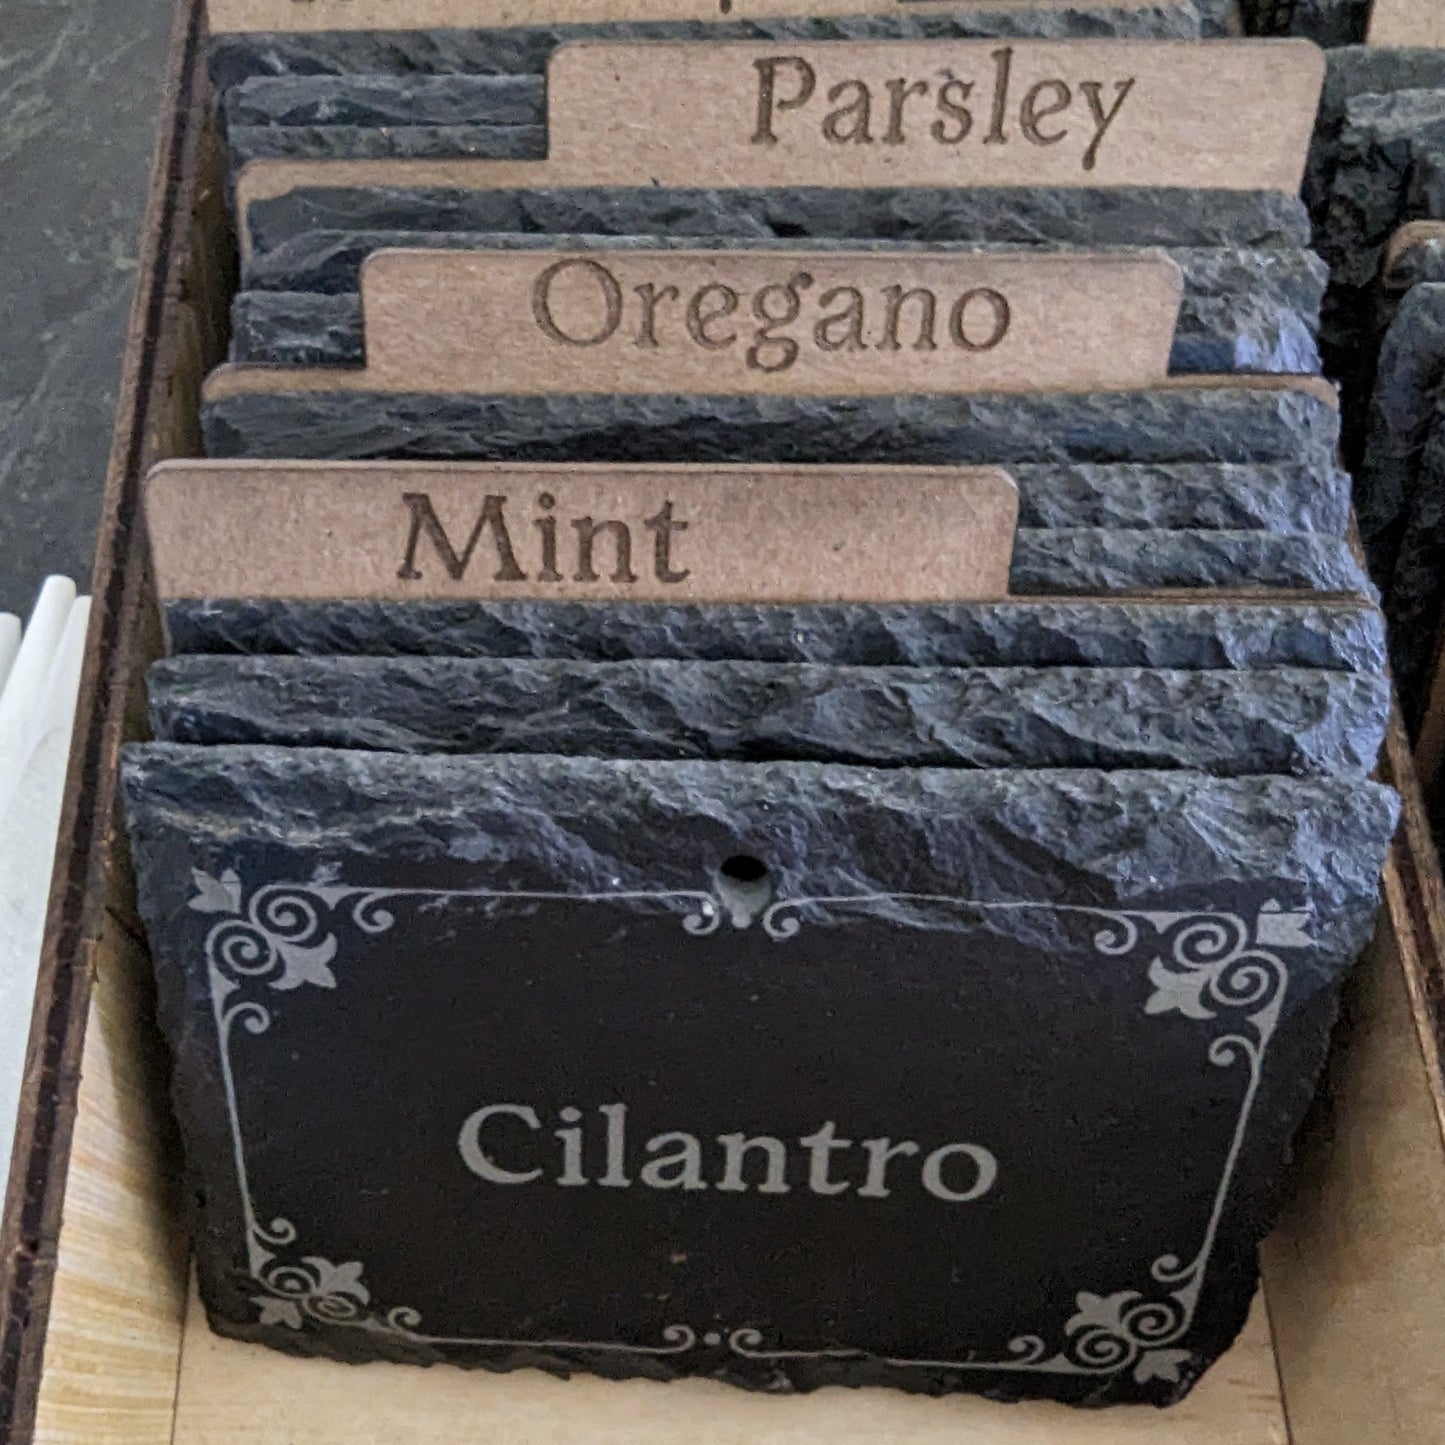 Parsley
Oregano
Mint
Cilantro